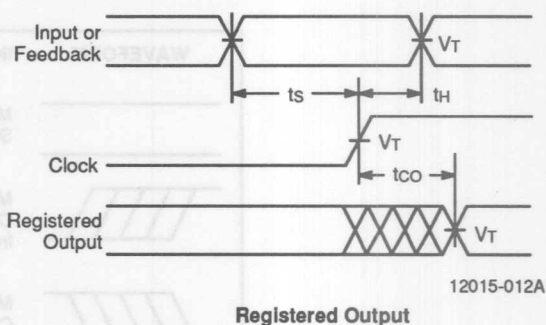 Input or
Feedback
VT
tS
tH
VT
Clock
tCO
Registered
Output
VT
12015-012A
Registered Output